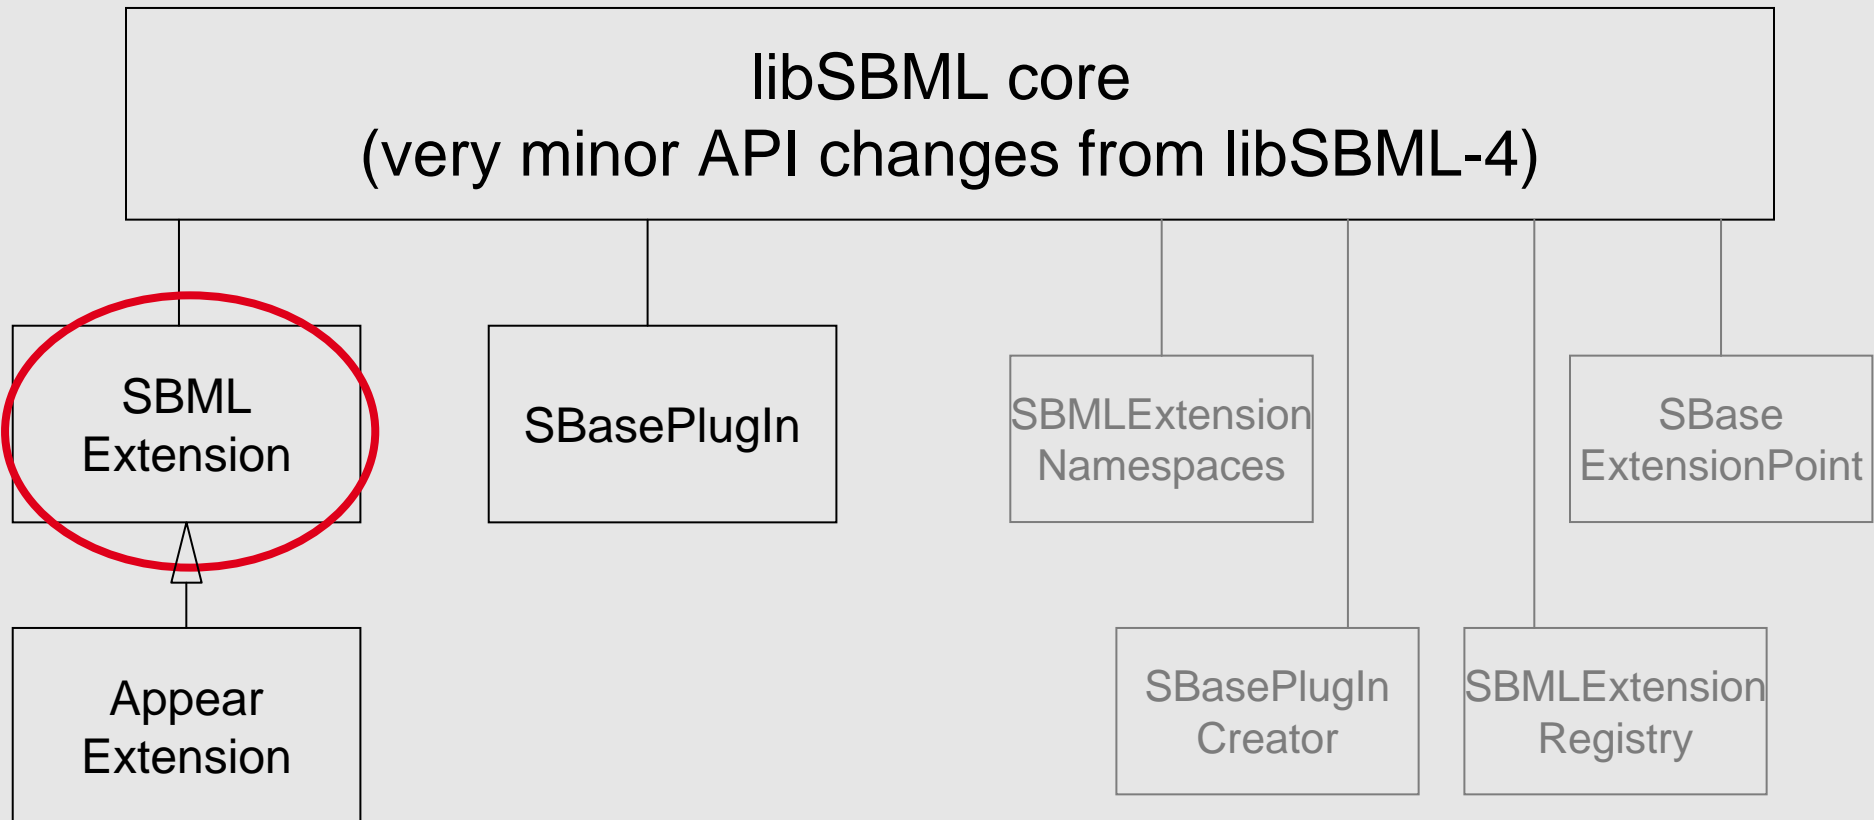 libSBML core
(very minor API changes from libSBML-4)
SBML
Extension
SBasePlugIn
SBMLExtension
Namespaces
SBase
ExtensionPoint
Appear
Extension
SBasePlugIn
Creator
SBMLExtension
Registry